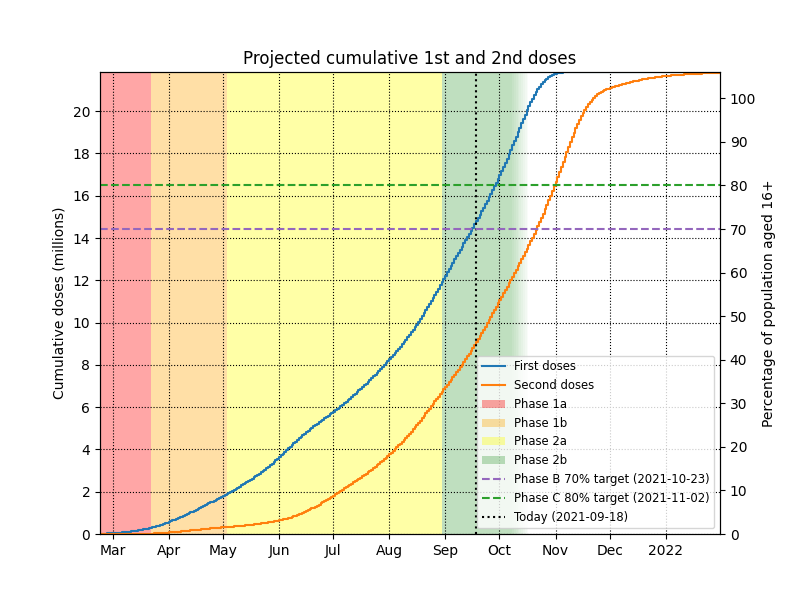 Projected cumulative 1st and 2nd doses
Cumulative doses (millions)
0
2
4
6
8
10
12
14
16
18
20
Mar
Apr
May
Jun
Jul
Aug
Sep
Oct
Nov
Dec
2022
0
10
20
30
40
50
60
70
80
90
100
Percentage of population aged 16+
First doses
Second doses
Phase 1a
Phase 1b
Phase 2a
Phase 2b
Phase B 70% target (2021-10-23)
Phase C 80% target (2021-11-02)
Today (2021-09-18)